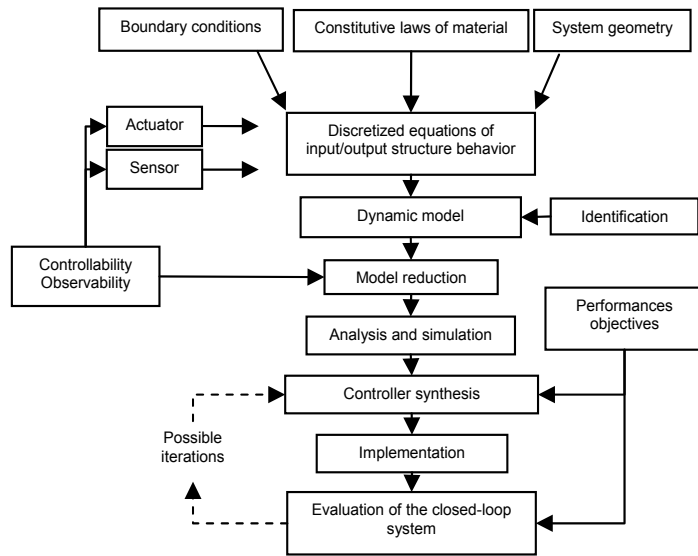 Boundary conditions
Constitutive laws of material
System geometry
Actuator
Discretized equations of
input/output structure behavior
Sensor
Dynamic model
Identification
Controllability
Observability
Model reduction
Performances
objectives
Analysis and simulation
Controller synthesis
Possible
iterations
Implementation
Evaluation of the closed-loop
system